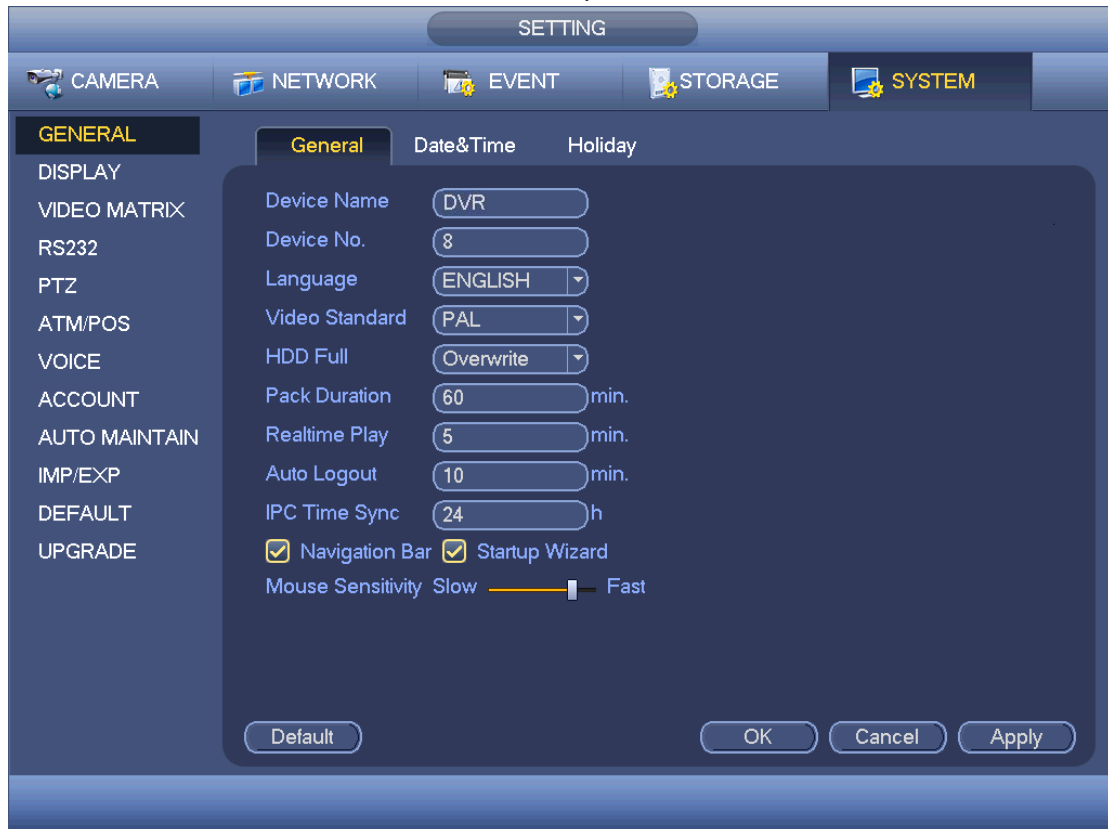 SETTING
CAMERA NETWORK EVENT STORAGE SYSTEM
GENERAL
DISPLAY
VIDEO MATRIX
RS232
PTZ
ATM/POS
VOICE
ACCOUNT
AUTO MAINTAIN
IMP/EXP
DEFAULT
UPGRADE
General Date&Time Holiday
Device Name DVR
Device No. 8
Language ENGLISH
Video Standard PAL
HDD Full Overwrite
Pack Duration 60 min.
Realtime Play 5 min.
Auto Logout 10 min.
IPC Time Sync 24 h
Navigation Bar Startup Wizard
Mouse Sensitivity Slow Fast
Default OK Cancel Apply